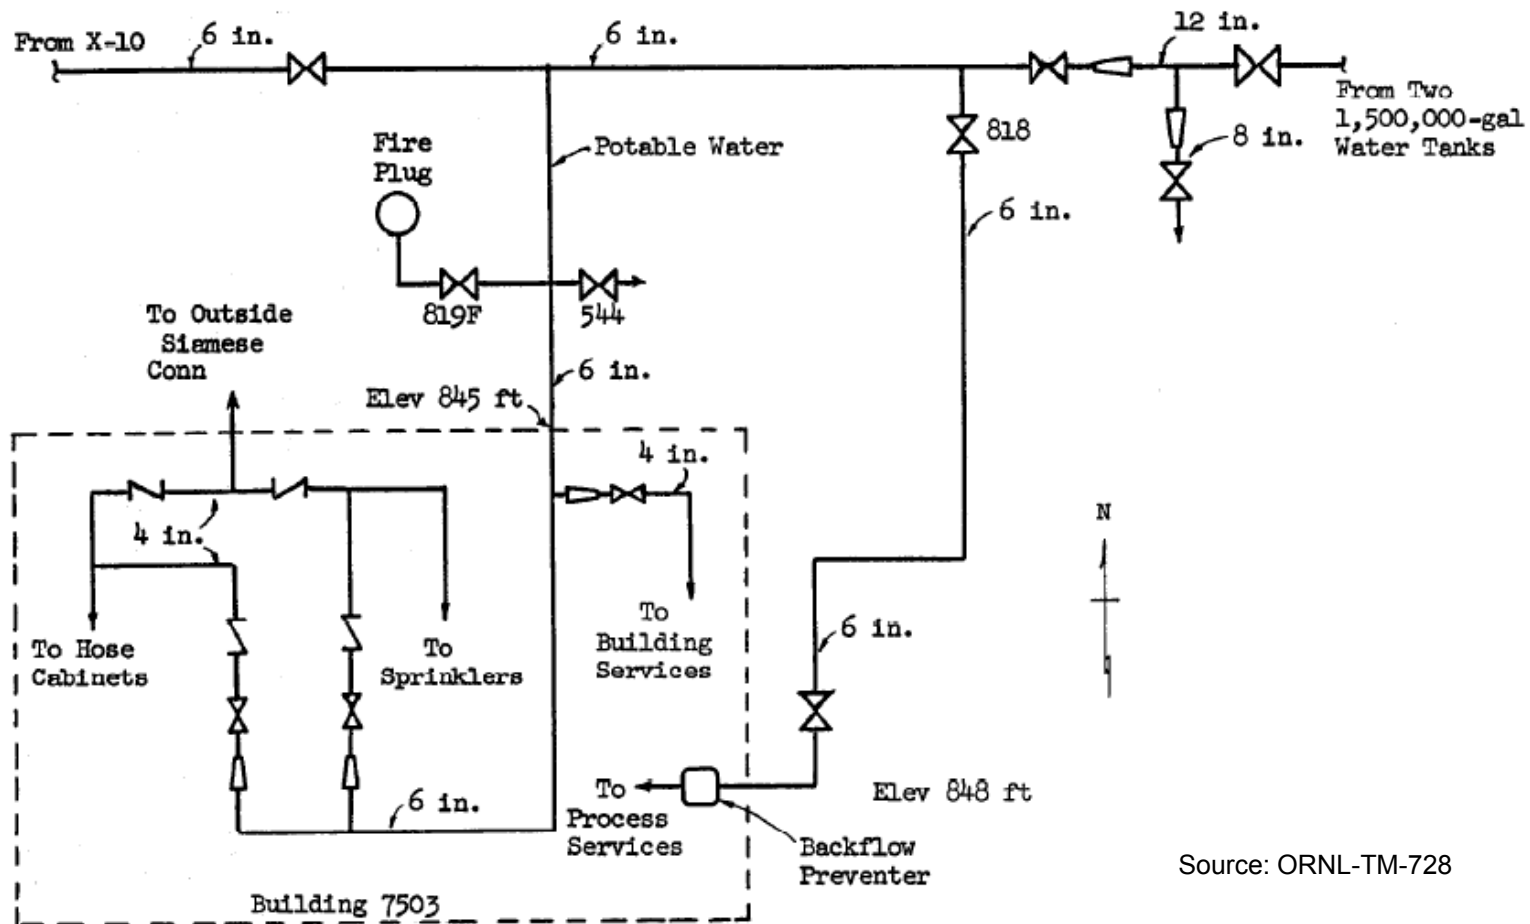 From X-10
6 in.
6 in.
12 in.
From Two
1,500,000-gal
Water Tanks
8 in.
818
Potable Water
Fire
Plug
6 in.
819F
544
To Outside
Siamese
Conn
6 in.
Elev 845 ft
4 in.
4 in.
N
To Hose
Cabinets
To
Sprinklers
To
Building
Services
6 in.
6 in.
To
Process
Services
Elev 848 ft
Backflow
Preventer
Building 7503
Source: ORNL-TM-728